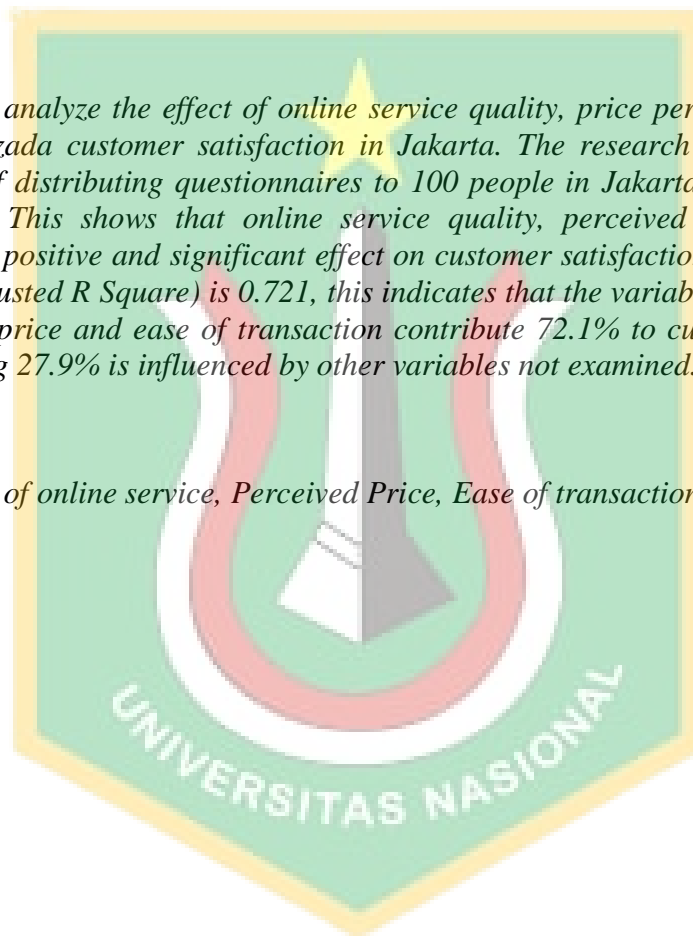 analyze the effect of online service quality, price per
zada customer satisfaction in Jakarta. The research
f distributing questionnaires to 100 people in Jakarta
This shows that online service quality, perceived
positive and significant effect on customer satisfactio
usted R Square) is 0.721, this indicates that the variab
price and ease of transaction contribute 72.1% to cu
g 27.9% is influenced by other variables not examined.
of online service, Perceived Price, Ease of transaction
UNIVERSITAS NASIONAL